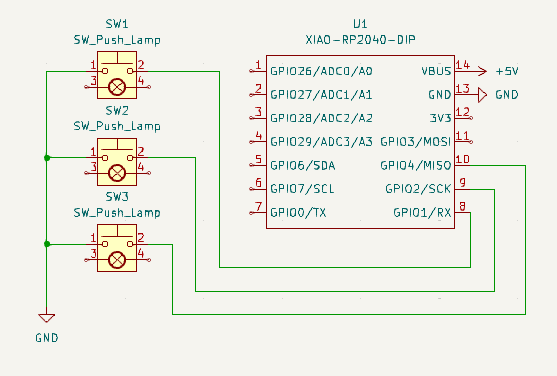 SW1
SW_Push_Lamp
1 2
3 4
SW2
SW_Push_Lamp
1 2
3 4
SW3
SW_Push_Lamp
1 2
3 4
GND
U1
XIAO-RP2040-DIP
1 GPIO26/ADC0/A0 VBUS 14 +5V
2 GPIO27/ADC1/A1 GND 13 GND
3 GPIO28/ADC2/A2 3V3 12
4 GPIO29/ADC3/A3 GPIO3/MOSI 11
5 GPIO6/SDA GPIO4/MISO 10
6 GPIO7/SCL GPIO2/SCK 9
7 GPIO0/TX GPIO1/RX 8